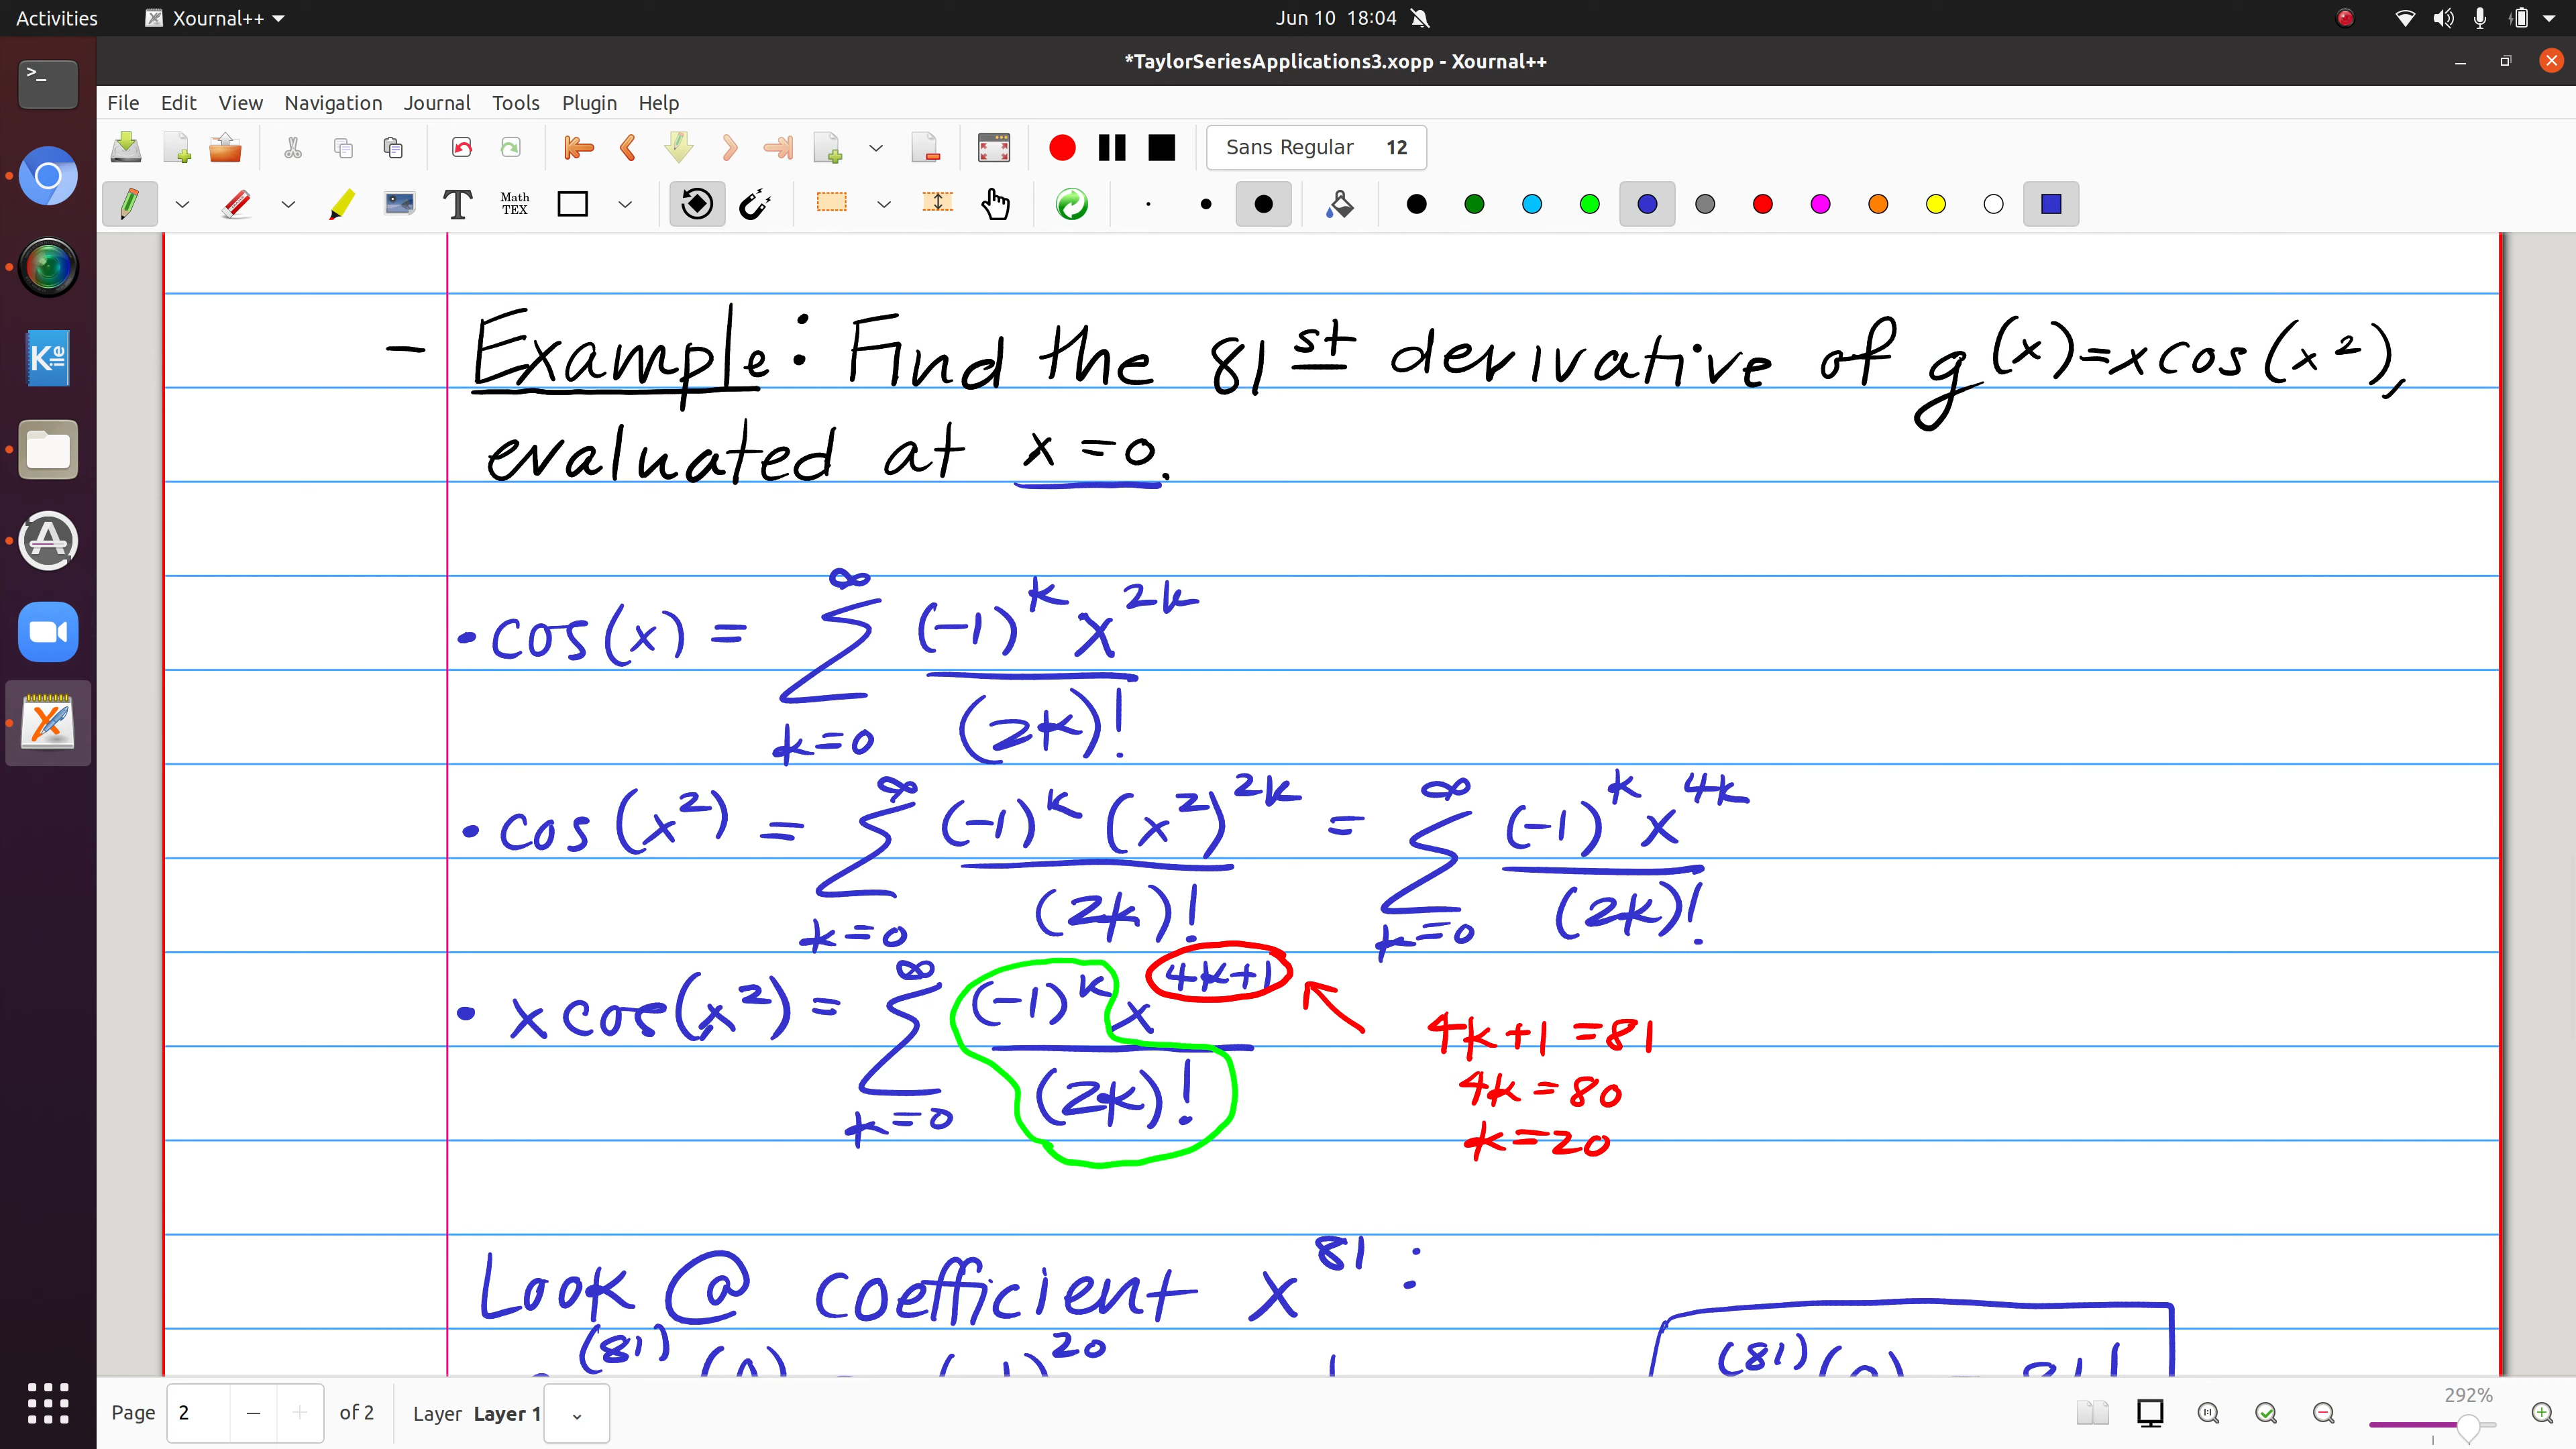 Activities Xournal++ Jun 10 18:04
*TaylorSeriesApplications3.xopp - Xournal++
File Edit View Navigation Journal Tools Plugin Help
Sans Regular 12
T Math TEX
- Example: Find the 81st derivative of g(x)=xcos(x²),
evaluated at x=0.
• cos(x) = ∑_{k=0}^{∞} (-1)^k x^{2k} / (2k)!
• cos(x²) = ∑_{k=0}^{∞} (-1)^k (x²)^{2k} / (2k)! = ∑_{k=0}^{∞} (-1)^k x^{4k} / (2k)!
• xcos(x²) = ∑_{k=0}^{∞} (-1)^k x^{4k+1} / (2k)!
4k+1=81
4k=80
k=20
Look @ coefficient x^{81}:
(81) 20 (81)
Page 2 of 2 Layer Layer 1 292%